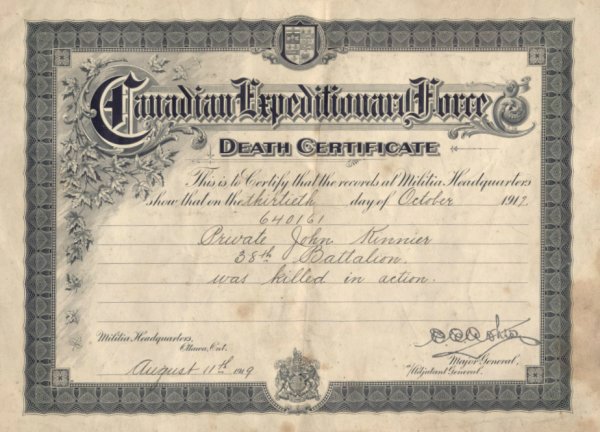 Canadian Expeditionary Force
DEATH CERTIFICATE
This is to Certify that the records at Militia Headquarters
show that on the thirtieth day of October 1917.
640161
Private John Kinnier
38th Battalion
was killed in action.
Militia Headquarters,
Ottawa, Ont.
August 11th 1919
Major General,
Adjutant General.